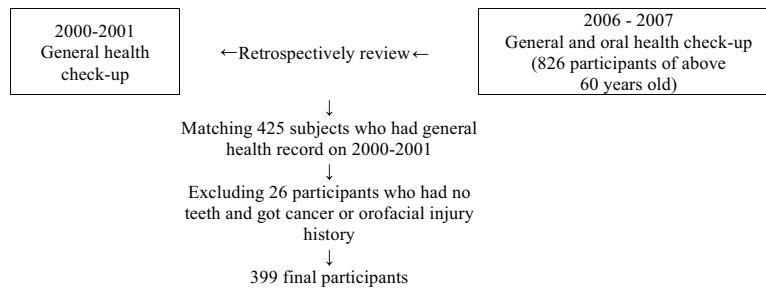 2000-2001
General health
check-up
←Retrospectively review←
2006 - 2007
General and oral health check-up
(826 participants of above
60 years old)
↓
Matching 425 subjects who had general
health record on 2000-2001
↓
Excluding 26 participants who had no
teeth and got cancer or orofacial injury
history
↓
399 final participants